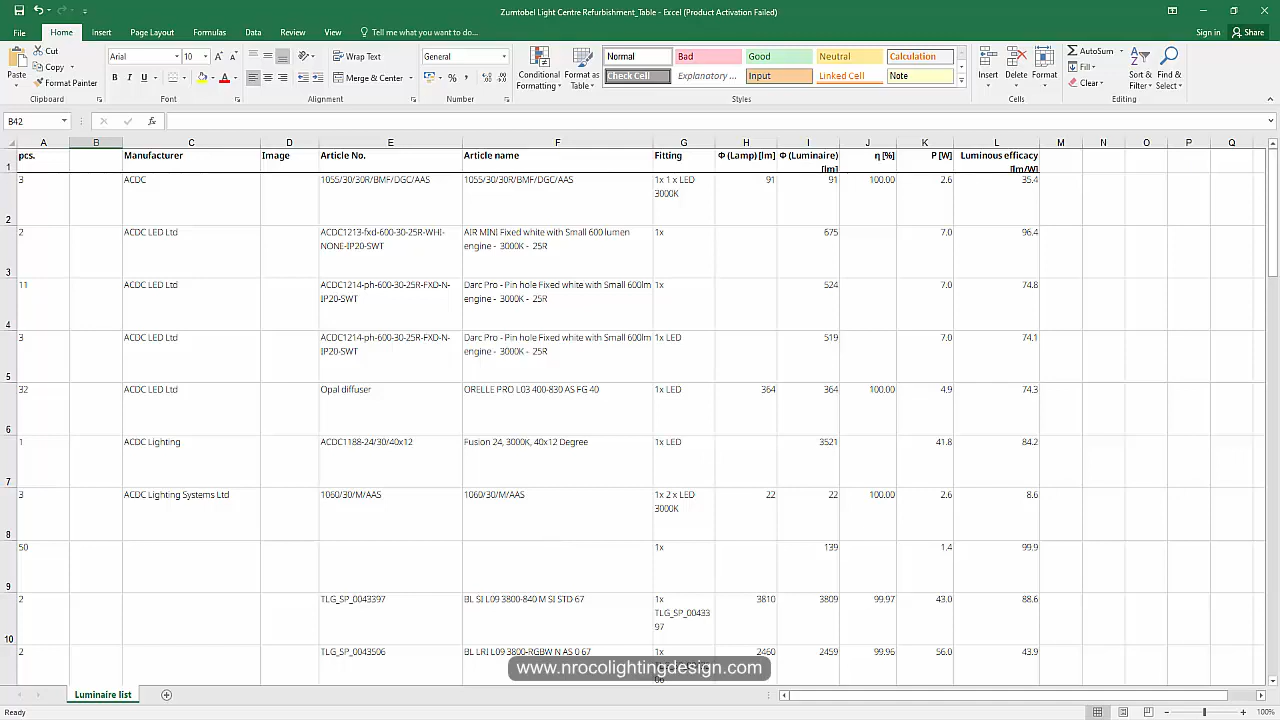 Zumtobel Light Centre Refurbishment_Table - Excel (Product Activation Failed)
File Home Insert Page Layout Formulas Data Review View Tell me what you want to do... Sign in Share
Paste
Cut
Copy
Format Painter
Clipboard
Arial 10
B I U
Font
Wrap Text
Merge & Center
Alignment
General
Number
Conditional Formatting
Format as Table
Normal Bad Good Neutral Calculation
Check Cell Explanatory ... Input Linked Cell Note
Styles
Insert Delete Format
Cells
AutoSum
Fill
Clear
Sort & Filter
Find & Select
Editing
B42 fx
A B C D E F G H I J K L M N O P Q
1 pcs. Manufacturer Image Article No. Article name Fitting Φ (Lamp) [lm] Φ (Luminaire) [lm] η [%] P [W] Luminous efficacy [lm/W]
2 3 ACDC 1055/30/30R/BMF/DGC/AAS 1055/30/30R/BMF/DGC/AAS 1x 1 x LED 3000K 91 91 100.00 2.6 35.4
3 2 ACDC LED Ltd ACDC1213-fxd-600-30-25R-WHI-NONE-IP20-SWT AIR MINI Fixed white with Small 600 lumen engine - 3000K - 25R 1x 675 7.0 96.4
4 11 ACDC LED Ltd ACDC1214-ph-600-30-25R-FXD-N-IP20-SWT Darc Pro - Pin hole Fixed white with Small 600lm engine - 3000K - 25R 1x 524 7.0 74.8
5 3 ACDC LED Ltd ACDC1214-ph-600-30-25R-FXD-N-IP20-SWT Darc Pro - Pin hole Fixed white with Small 600lm engine - 3000K - 25R 1x LED 519 7.0 74.1
6 32 ACDC LED Ltd Opal diffuser ORELLE PRO L03 400-830 AS FG 40 1x LED 364 364 100.00 4.9 74.3
7 1 ACDC Lighting ACDC1188-24/30/40x12 Fusion 24, 3000K, 40x12 Degree 1x LED 3521 41.8 84.2
8 3 ACDC Lighting Systems Ltd 1060/30/M/AAS 1060/30/M/AAS 1x 2 x LED 3000K 22 22 100.00 2.6 8.6
9 50 1x 139 1.4 99.9
10 2 TLG_SP_0043397 BL SI L09 3800-840 M SI STD 67 1x TLG_SP_0043397 3810 3809 99.97 43.0 88.6
2 TLG_SP_0043506 BL LRI L09 3800-RGBW N AS 0 67 1x 2460 2459 99.96 56.0 43.9
www.nrocolightingdesign.com
Luminaire list
Ready 100%